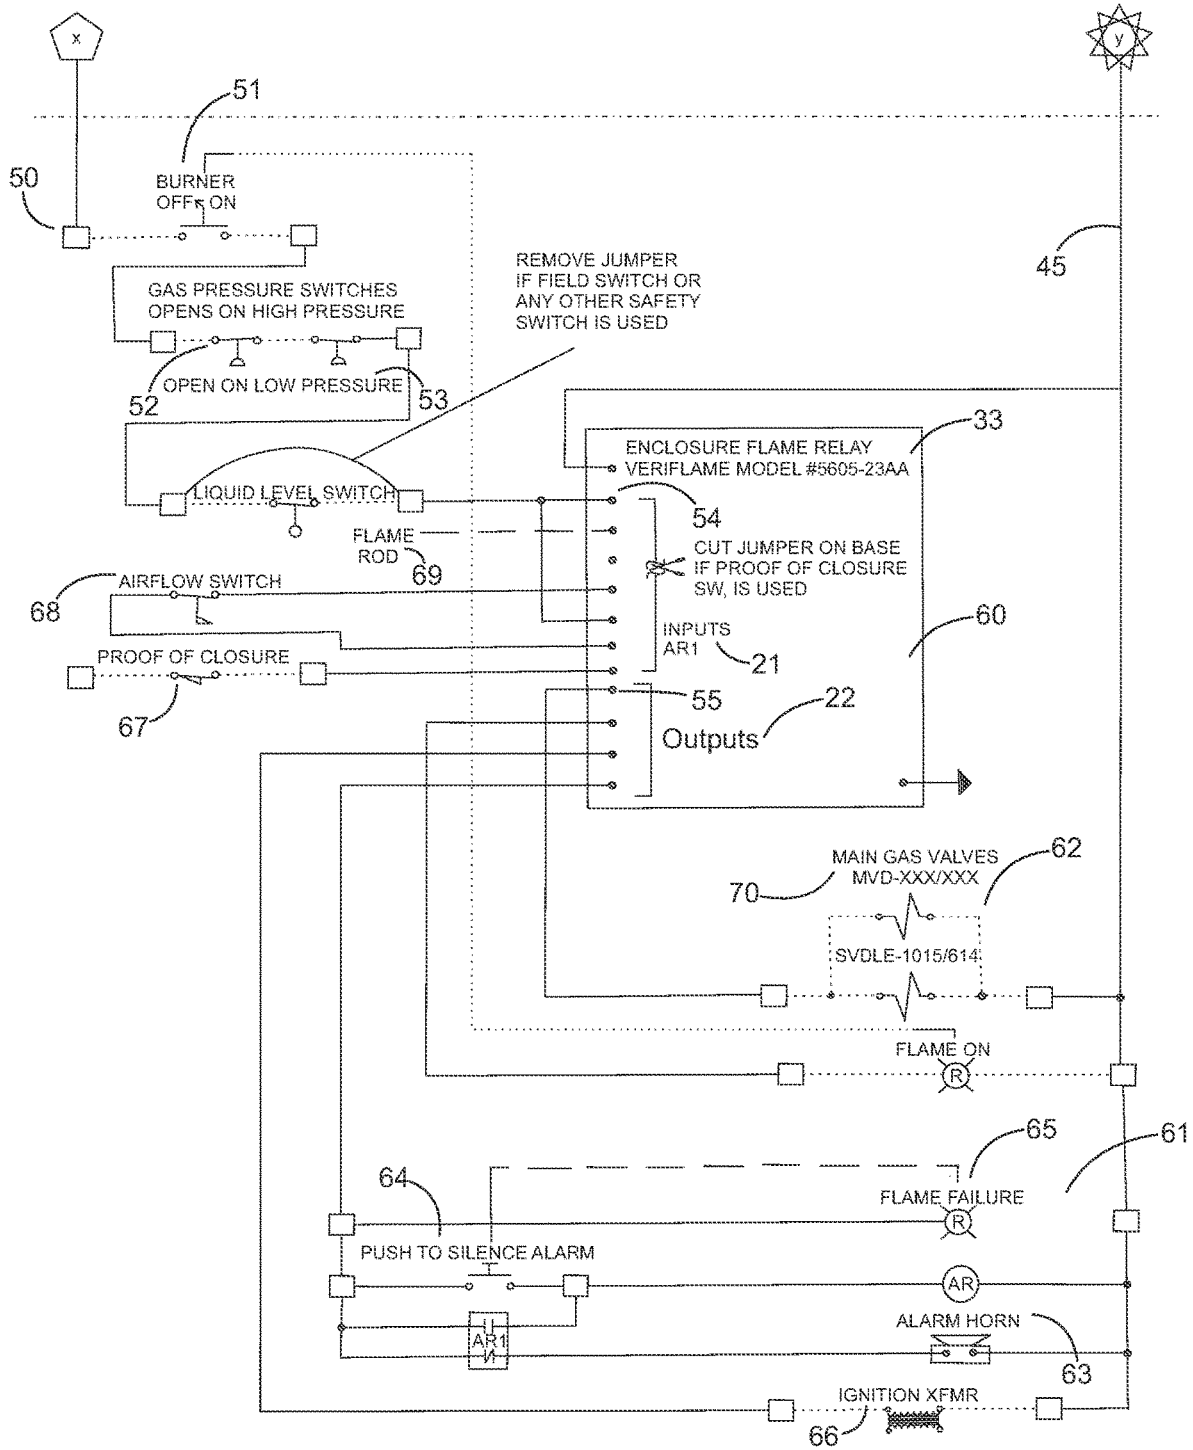 x
y
51
50
BURNER
OFF ON
45
REMOVE JUMPER
IF FIELD SWITCH OR
ANY OTHER SAFETY
SWITCH IS USED
GAS PRESSURE SWITCHES
OPENS ON HIGH PRESSURE
OPEN ON LOW PRESSURE
52
53
33
ENCLOSURE FLAME RELAY
VERIFLAME MODEL #5605-23AA
LIQUID LEVEL SWITCH
54
FLAME
ROD
69
CUT JUMPER ON BASE
IF PROOF OF CLOSURE
SW, IS USED
AIRFLOW SWITCH
68
60
INPUTS
AR1
21
PROOF OF CLOSURE
67
55
22
Outputs
MAIN GAS VALVES
MVD-XXX/XXX
62
70
SVDLE-1015/614
FLAME ON
R
65
61
64
FLAME FAILURE
R
PUSH TO SILENCE ALARM
AR
AR1
ALARM HORN
63
IGNITION XFMR
66